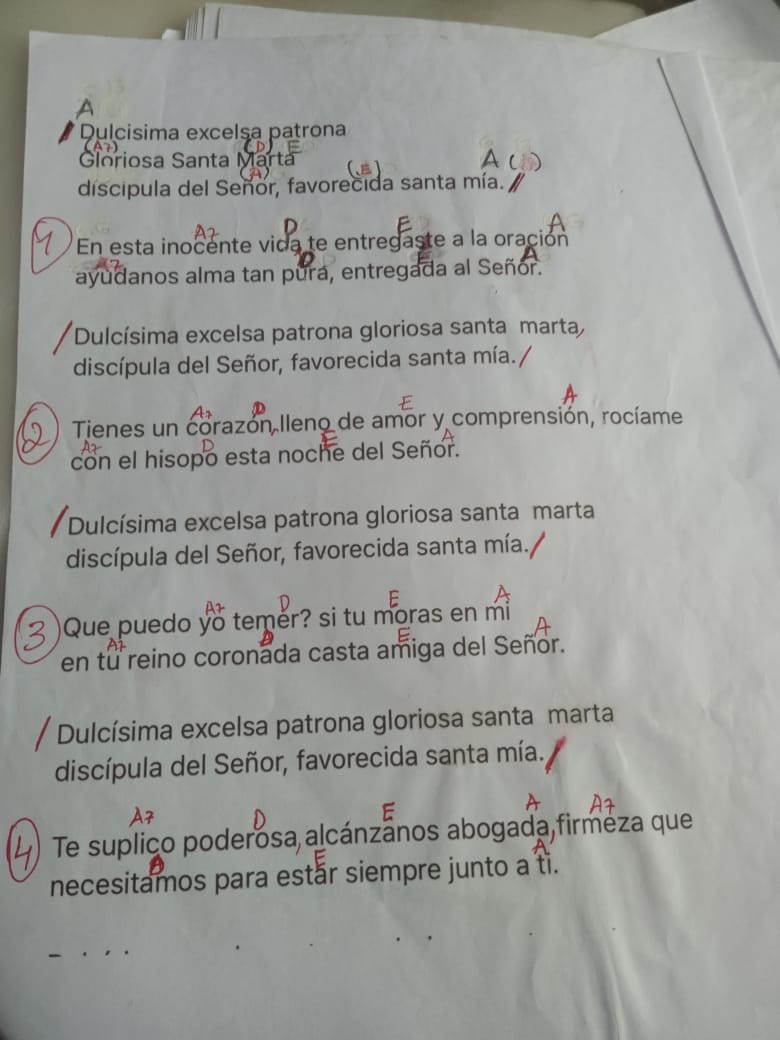 A
Dulcisima excelsa patrona
(A7) (D) E
Gloriosa Santa Marta
(A) (E) A ( )
discipula del Señor, favorecida santa mía. //
A7 D E A
1) En esta inocente vida te entregaste a la oración
A7 D E A
ayúdanos alma tan pura, entregada al Señor.
/ Dulcísima excelsa patrona gloriosa santa marta,
discípula del Señor, favorecida santa mía. /
A7 D E A
2) Tienes un corazón, lleno de amor y comprensión, rocíame
A7 D E A
con el hisopo esta noche del Señor.
/ Dulcísima excelsa patrona gloriosa santa marta
discípula del Señor, favorecida santa mía. /
A7 D E A
3) Que puedo yo temer? si tu moras en mi
A7 D E A
en tu reino coronada casta amiga del Señor.
/ Dulcísima excelsa patrona gloriosa santa marta
discípula del Señor, favorecida santa mía. /
A7 D E A A7
4) Te suplico poderosa, alcánzanos abogada, firmeza que
D E A
necesitamos para estar siempre junto a ti.